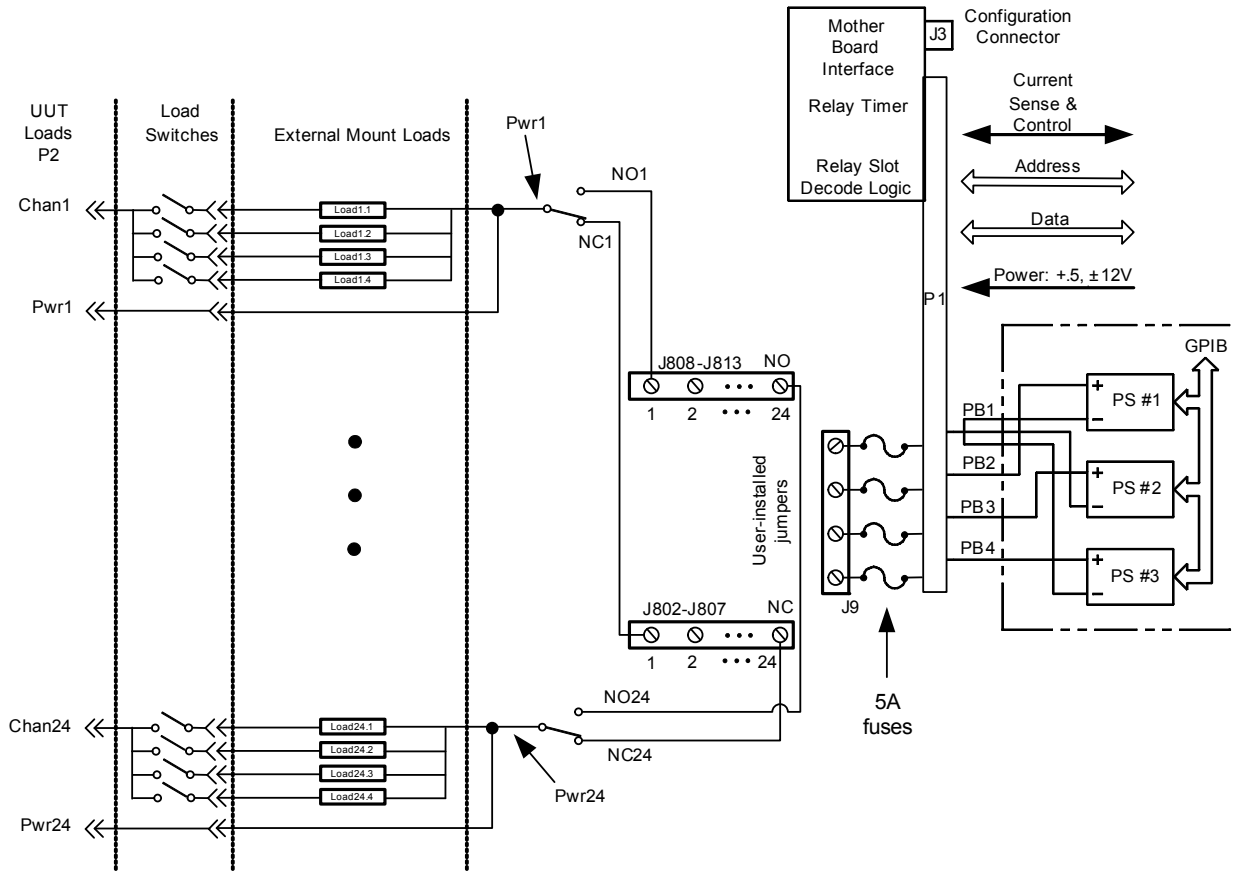 Mother
Board
Interface
Relay Timer
Relay Slot
Decode Logic
J3
Configuration
Connector
Current
Sense &
Control
Address
Data
Power: +.5, ±12V
P1
UUT
Loads
P2
Load
Switches
External Mount Loads
Pwr1
NO1
NC1
Chan1
Load1.1
Load1.2
Load1.3
Load1.4
Pwr1
J808-J813
NO
1
2
24
User-installed
jumpers
J802-J807
NC
1
2
24
J9
5A
fuses
PB1
PB2
PB3
PB4
GPIB
+
–
PS #1
+
–
PS #2
+
–
PS #3
Chan24
Load24.1
Load24.2
Load24.3
Load24.4
Pwr24
NO24
NC24
Pwr24